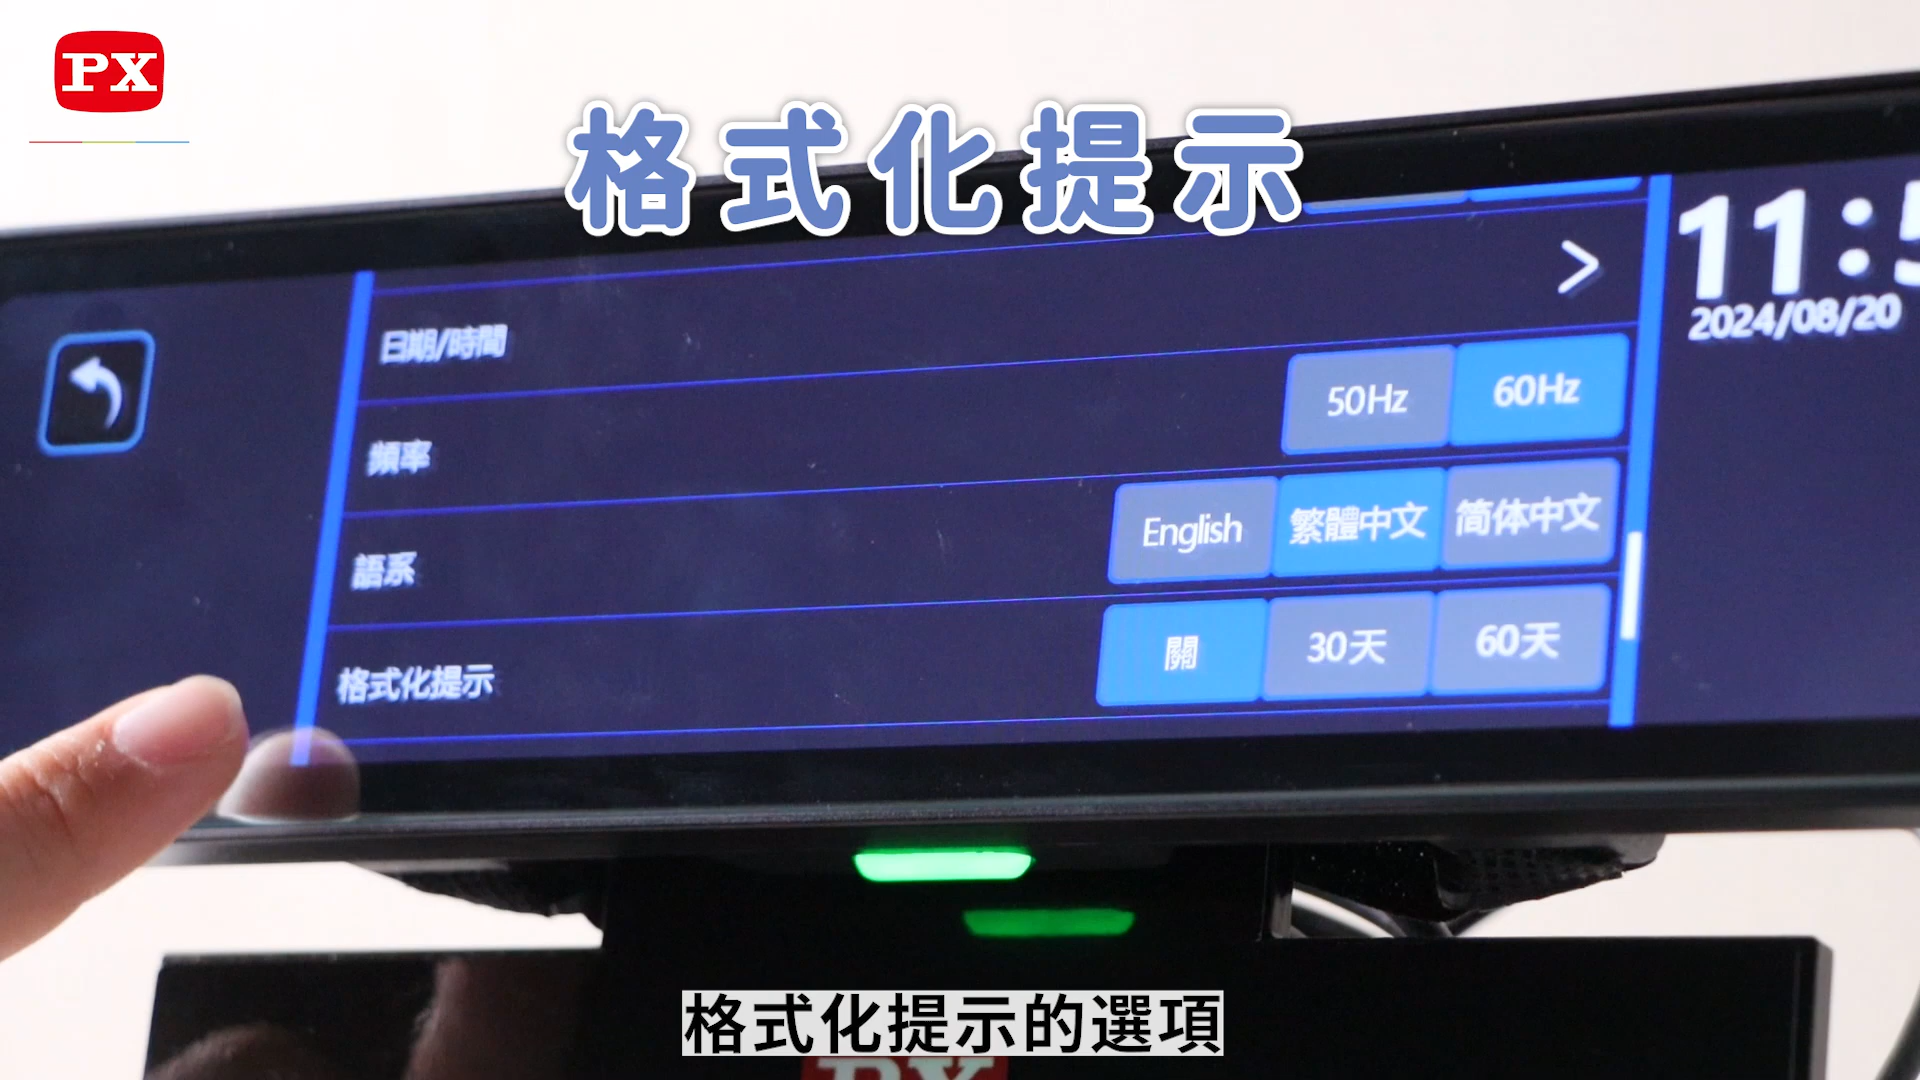 PX
格式化提示
11:5
2024/08/20
日期/時間
頻率
50Hz
60Hz
語系
English
繁體中文
简体中文
格式化提示
關
30天
60天
格式化提示的選項
PX